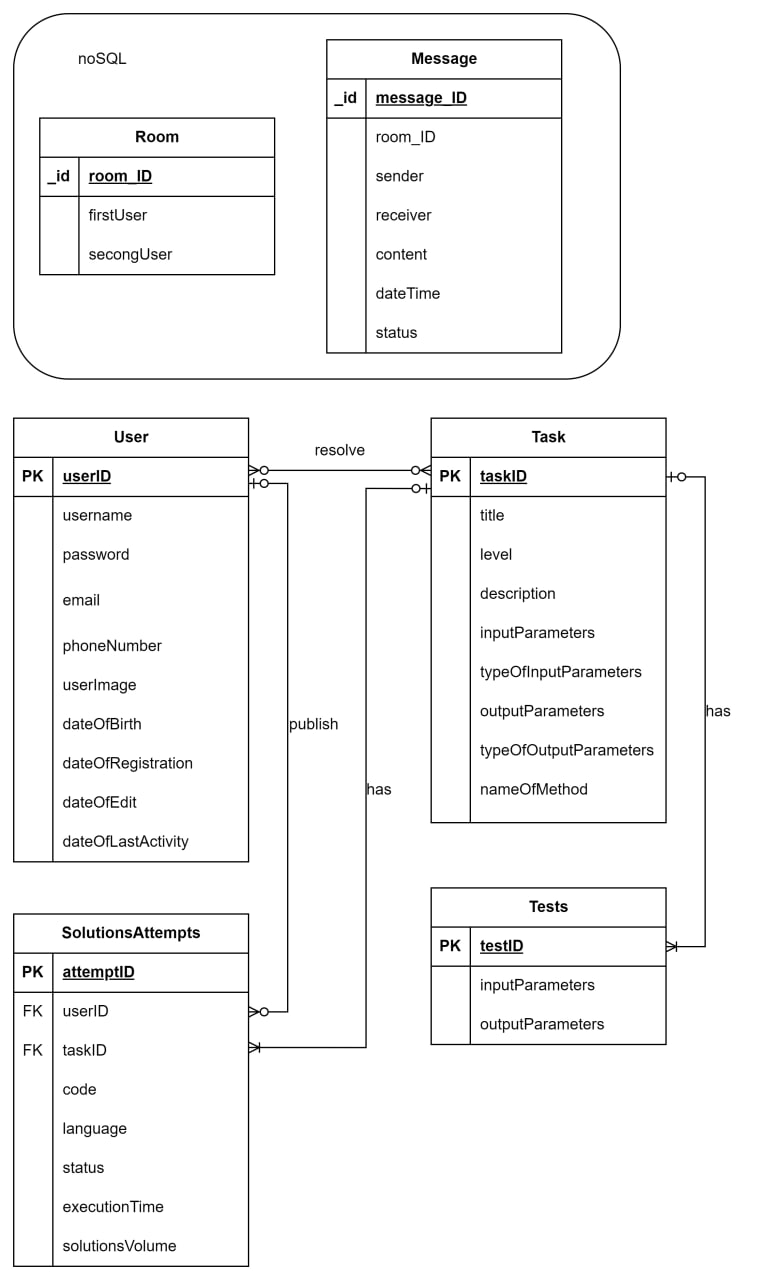 noSQL
Room
_id room_ID
firstUser
secongUser
Message
_id message_ID
room_ID
sender
receiver
content
dateTime
status
User
PK userID
username
password
email
phoneNumber
userImage
dateOfBirth
dateOfRegistration
dateOfEdit
dateOfLastActivity
resolve
publish
has
Task
PK taskID
title
level
description
inputParameters
typeOfInputParameters
outputParameters
typeOfOutputParameters
nameOfMethod
has
SolutionsAttempts
PK attemptID
FK userID
FK taskID
code
language
status
executionTime
solutionsVolume
Tests
PK testID
inputParameters
outputParameters